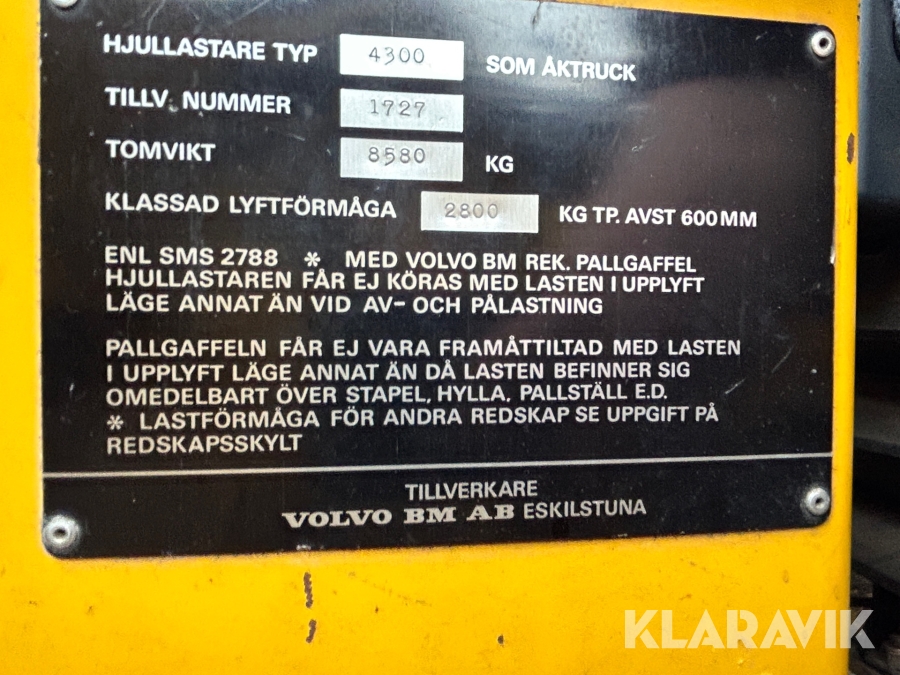 HJULLASTARE TYP 4300 SOM ÅKTRUCK
TILLV. NUMMER 1727
TOMVIKT 8580 KG
KLASSAD LYFTFÖRMÅGA 2800 KG TP. AVST 600 MM
ENL SMS 2788 * MED VOLVO BM REK. PALLGAFFEL
HJULLASTAREN FÅR EJ KÖRAS MED LASTEN I UPPLYFT
LÄGE ANNAT ÄN VID AV- OCH PÅLASTNING
PALLGAFFELN FÅR EJ VARA FRAMÅTTILTAD MED LASTEN
I UPPLYFT LÄGE ANNAT ÄN DÅ LASTEN BEFINNER SIG
OMEDELBART ÖVER STAPEL, HYLLA, PALLSTÄLL E.D.
* LASTFÖRMÅGA FÖR ANDRA REDSKAP SE UPPGIFT PÅ
REDSKAPSSKYLT
TILLVERKARE
VOLVO BM AB ESKILSTUNA
KLARAVIK